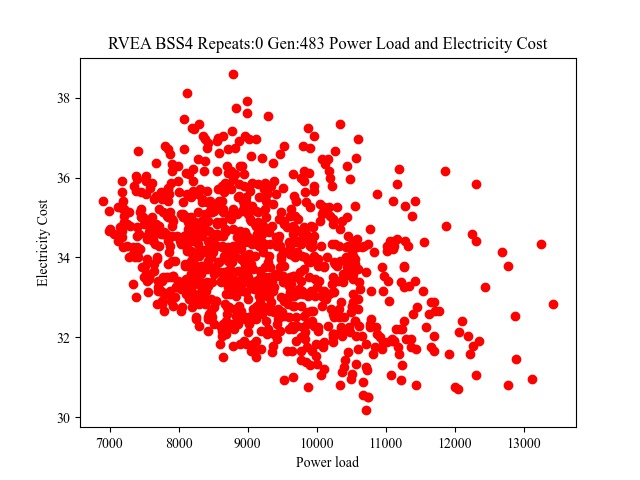 RVEA BSS4 Repeats:0 Gen:483 Power Load and Electricity Cost
38
36
34
32
30
Electricity Cost
7000 8000 9000 10000 11000 12000 13000
Power load